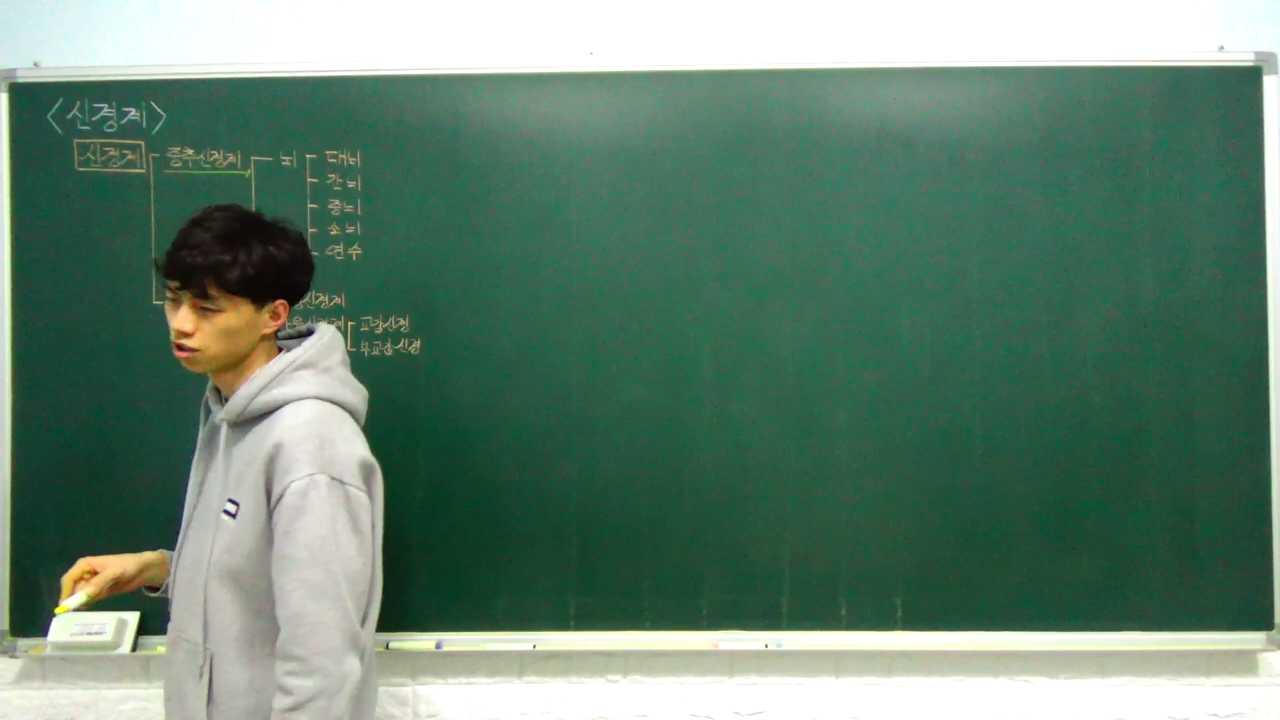 <신경계>
신경계 중추신경계 뇌 대뇌
간뇌
중뇌
소뇌
연수
신경계
교감신경
부교감신경